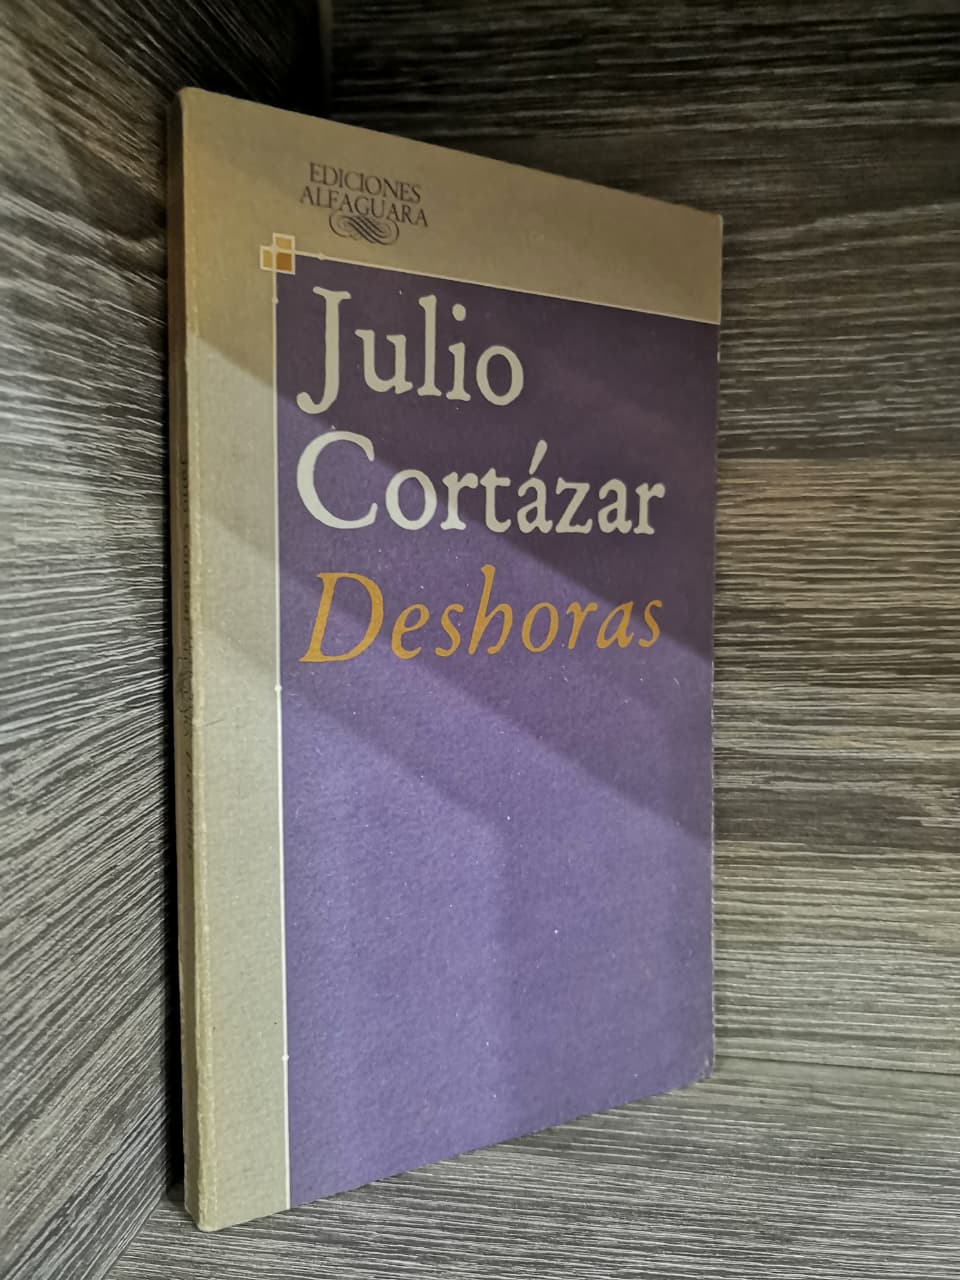 EDICIONES
ALFAGUARA
Julio
Cortázar
Deshoras